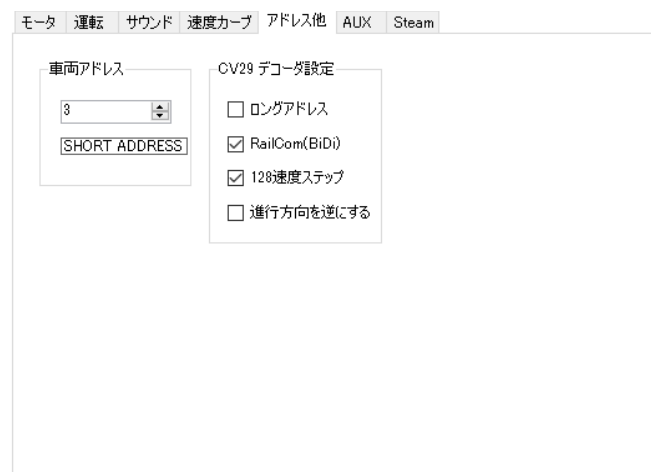 モータ 運転 サウンド 速度カーブ アドレス他 AUX Steam
車両アドレス
3
SHORT ADDRESS
CV29 デコーダ設定
ロングアドレス
RailCom(BiDi)
128速度ステップ
進行方向を逆にする